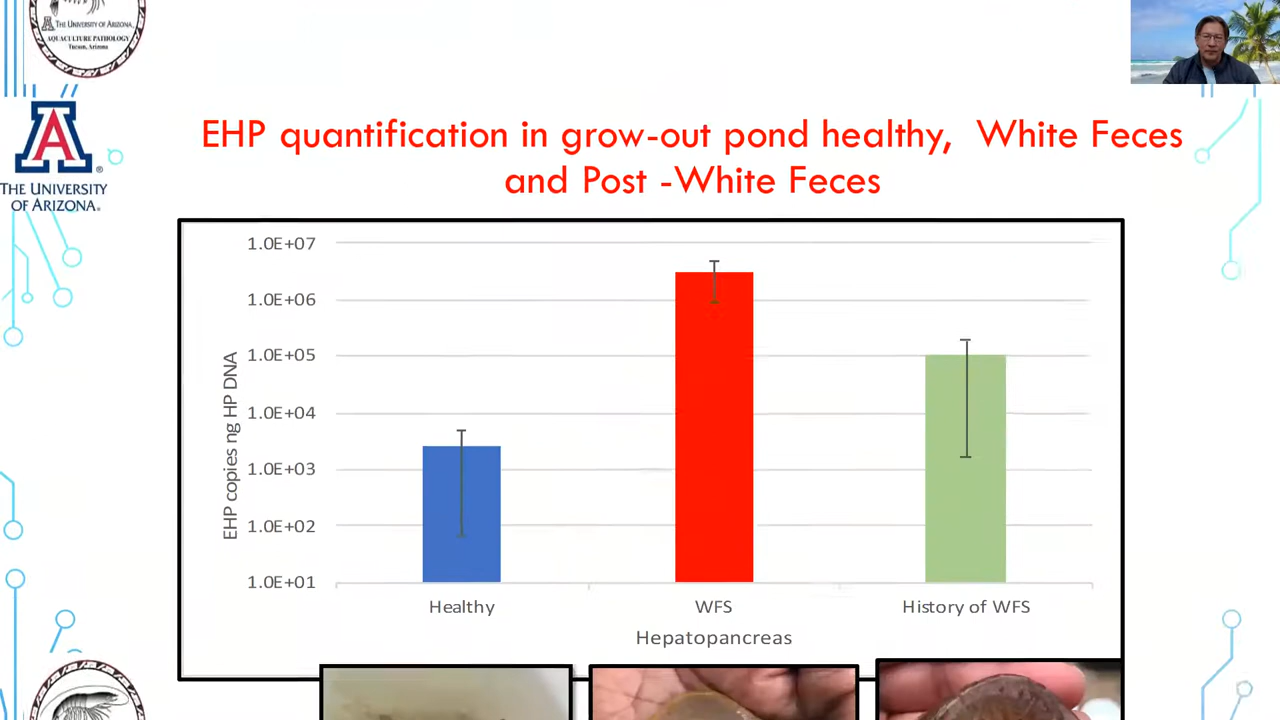 THE UNIVERSITY OF ARIZONA.
AQUACULTURE PATHOLOGY
Tucson, Arizona
A
THE UNIVERSITY
OF ARIZONA®
EHP quantification in grow-out pond healthy, White Feces
and Post -White Feces
1.0E+07
1.0E+06
1.0E+05
1.0E+04
1.0E+03
1.0E+02
1.0E+01
EHP copies ng HP DNA
Healthy
WFS
History of WFS
Hepatopancreas